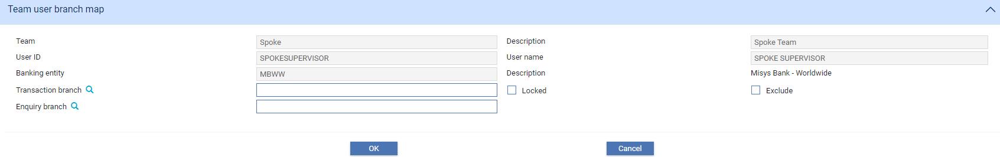 Team user branch map
Team Spoke Description Spoke Team
User ID SPOKESUPERVISOR User name SPOKE SUPERVISOR
Banking entity MBWW Description Misys Bank - Worldwide
Transaction branch Locked Exclude
Enquiry branch
OK Cancel